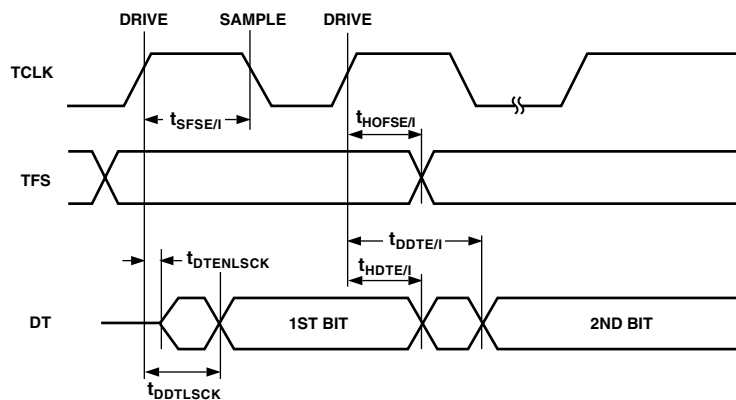 DRIVE SAMPLE DRIVE
TCLK
tSFSE/I
tHOFSE/I
TFS
tDDTE/I
tDTENLSCK
tHDTE/I
DT
1ST BIT
2ND BIT
tDDTLSCK